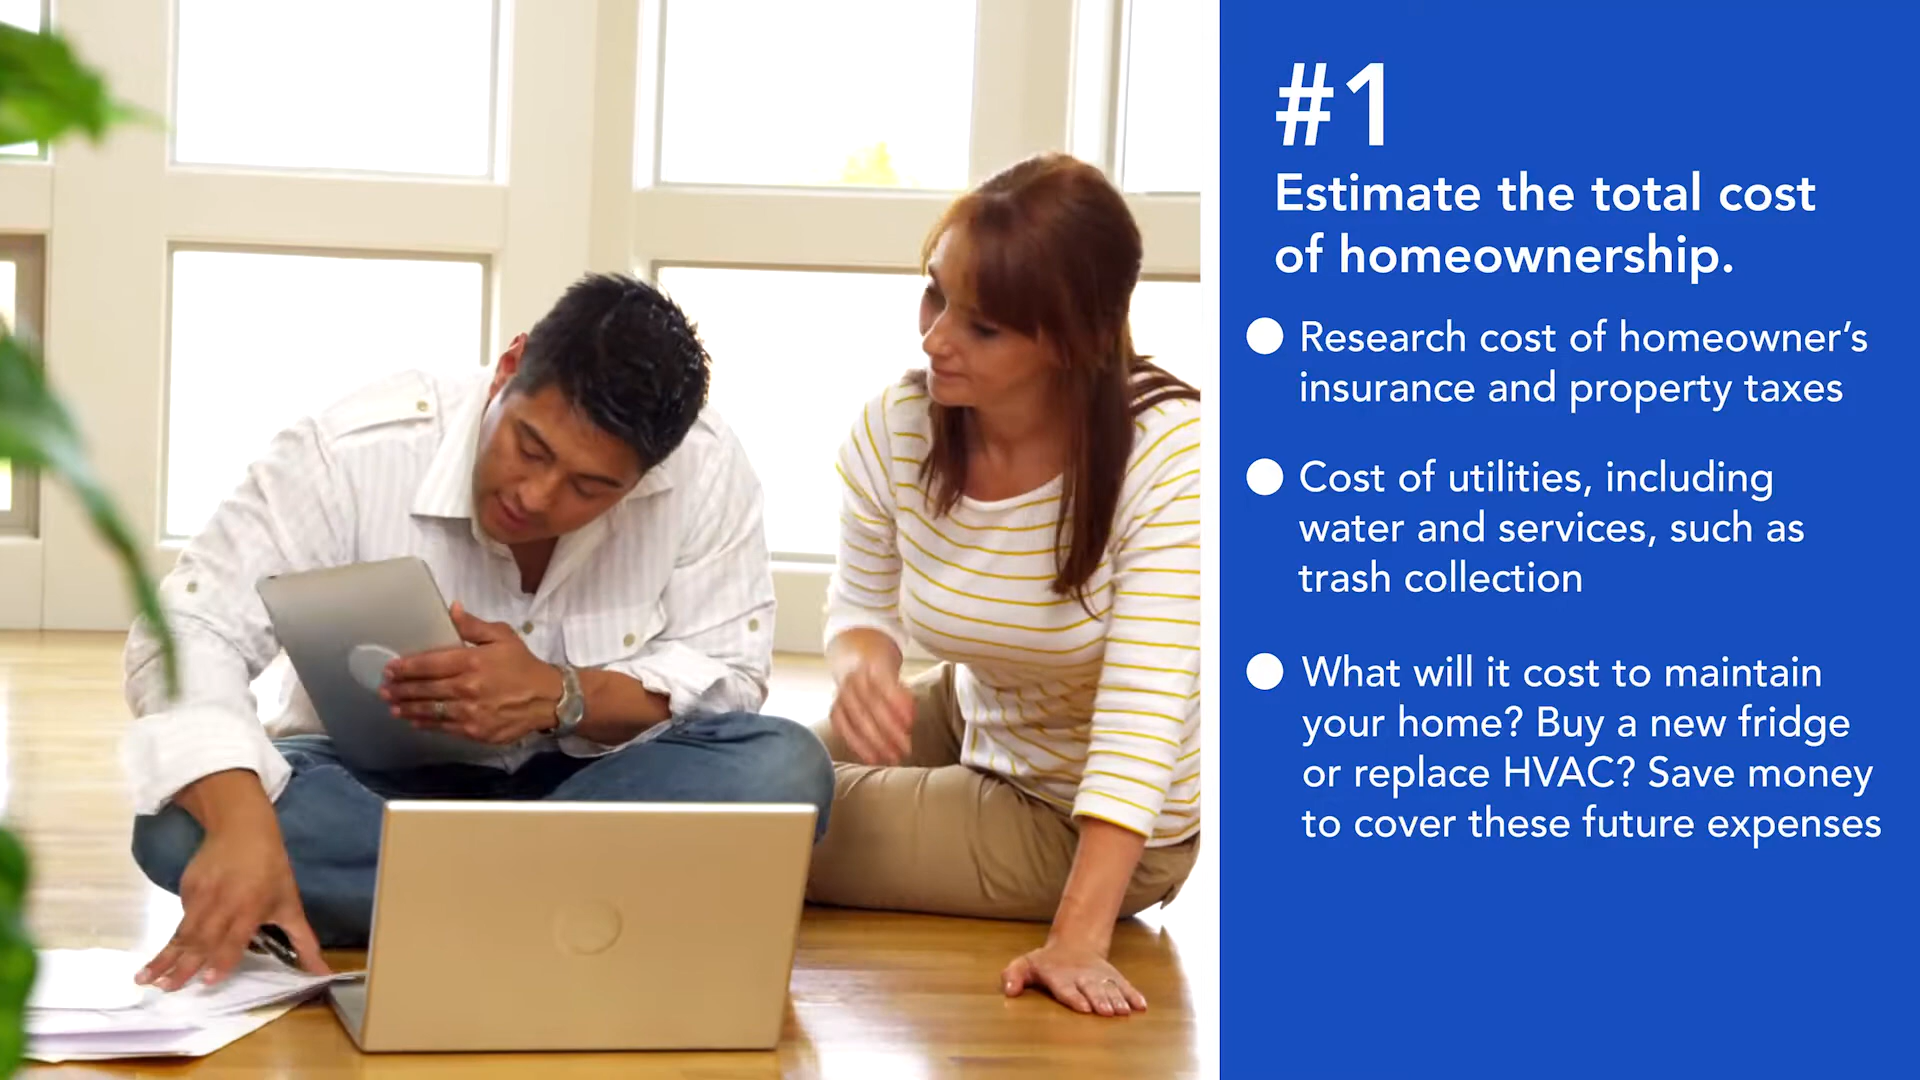 #1
Estimate the total cost
of homeownership.
Research cost of homeowner’s
insurance and property taxes
Cost of utilities, including
water and services, such as
trash collection
What will it cost to maintain
your home? Buy a new fridge
or replace HVAC? Save money
to cover these future expenses